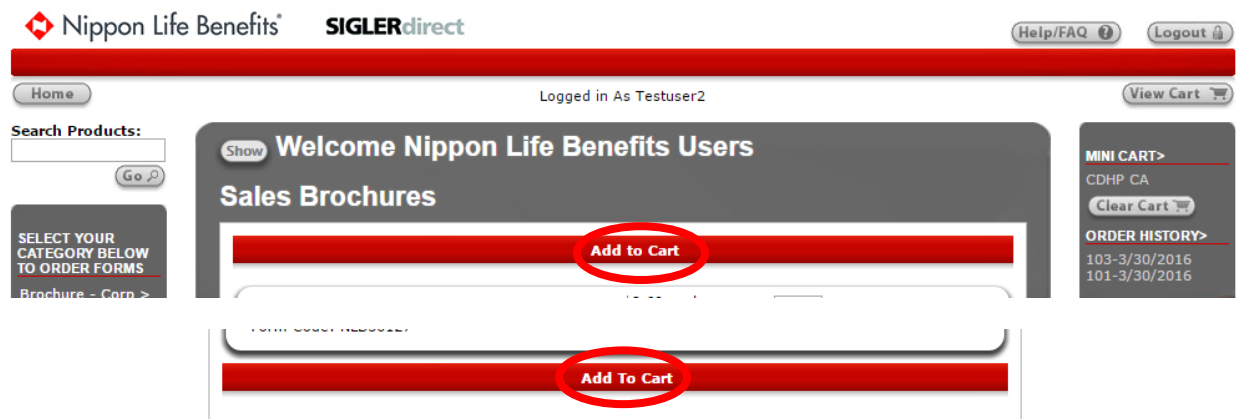 Nippon Life Benefits® SIGLERdirect
Help/FAQ ? Logout
Home Logged in As Testuser2 View Cart
Search Products:
Go
SELECT YOUR
CATEGORY BELOW
TO ORDER FORMS
Brochure - Corp >
Show Welcome Nippon Life Benefits Users
Sales Brochures
Add to Cart
Add To Cart
MINI CART>
CDHP CA
Clear Cart
ORDER HISTORY>
103-3/30/2016
101-3/30/2016